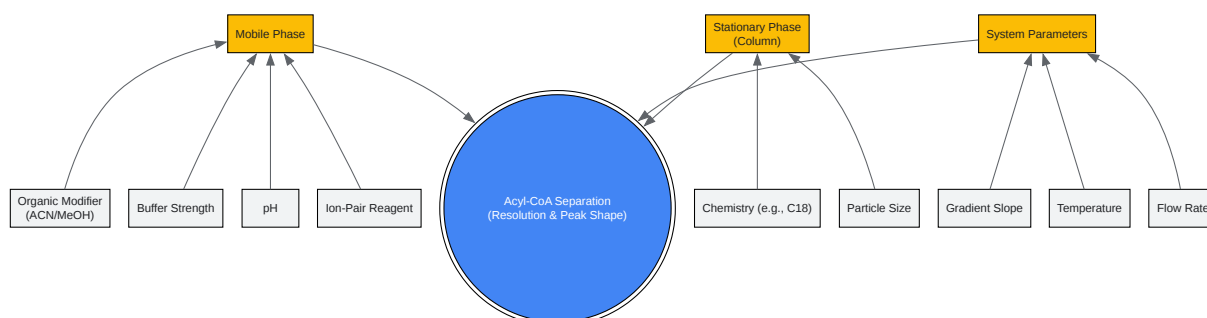 Mobile Phase
Stationary Phase
(Column)
System Parameters
Organic Modifier
(ACN/MeOH)
Buffer Strength
pH
Ion-Pair Reagent
Acyl-CoA Separation
(Resolution & Peak Shape)
Chemistry (e.g., C18)
Particle Size
Gradient Slope
Temperature
Flow Rate